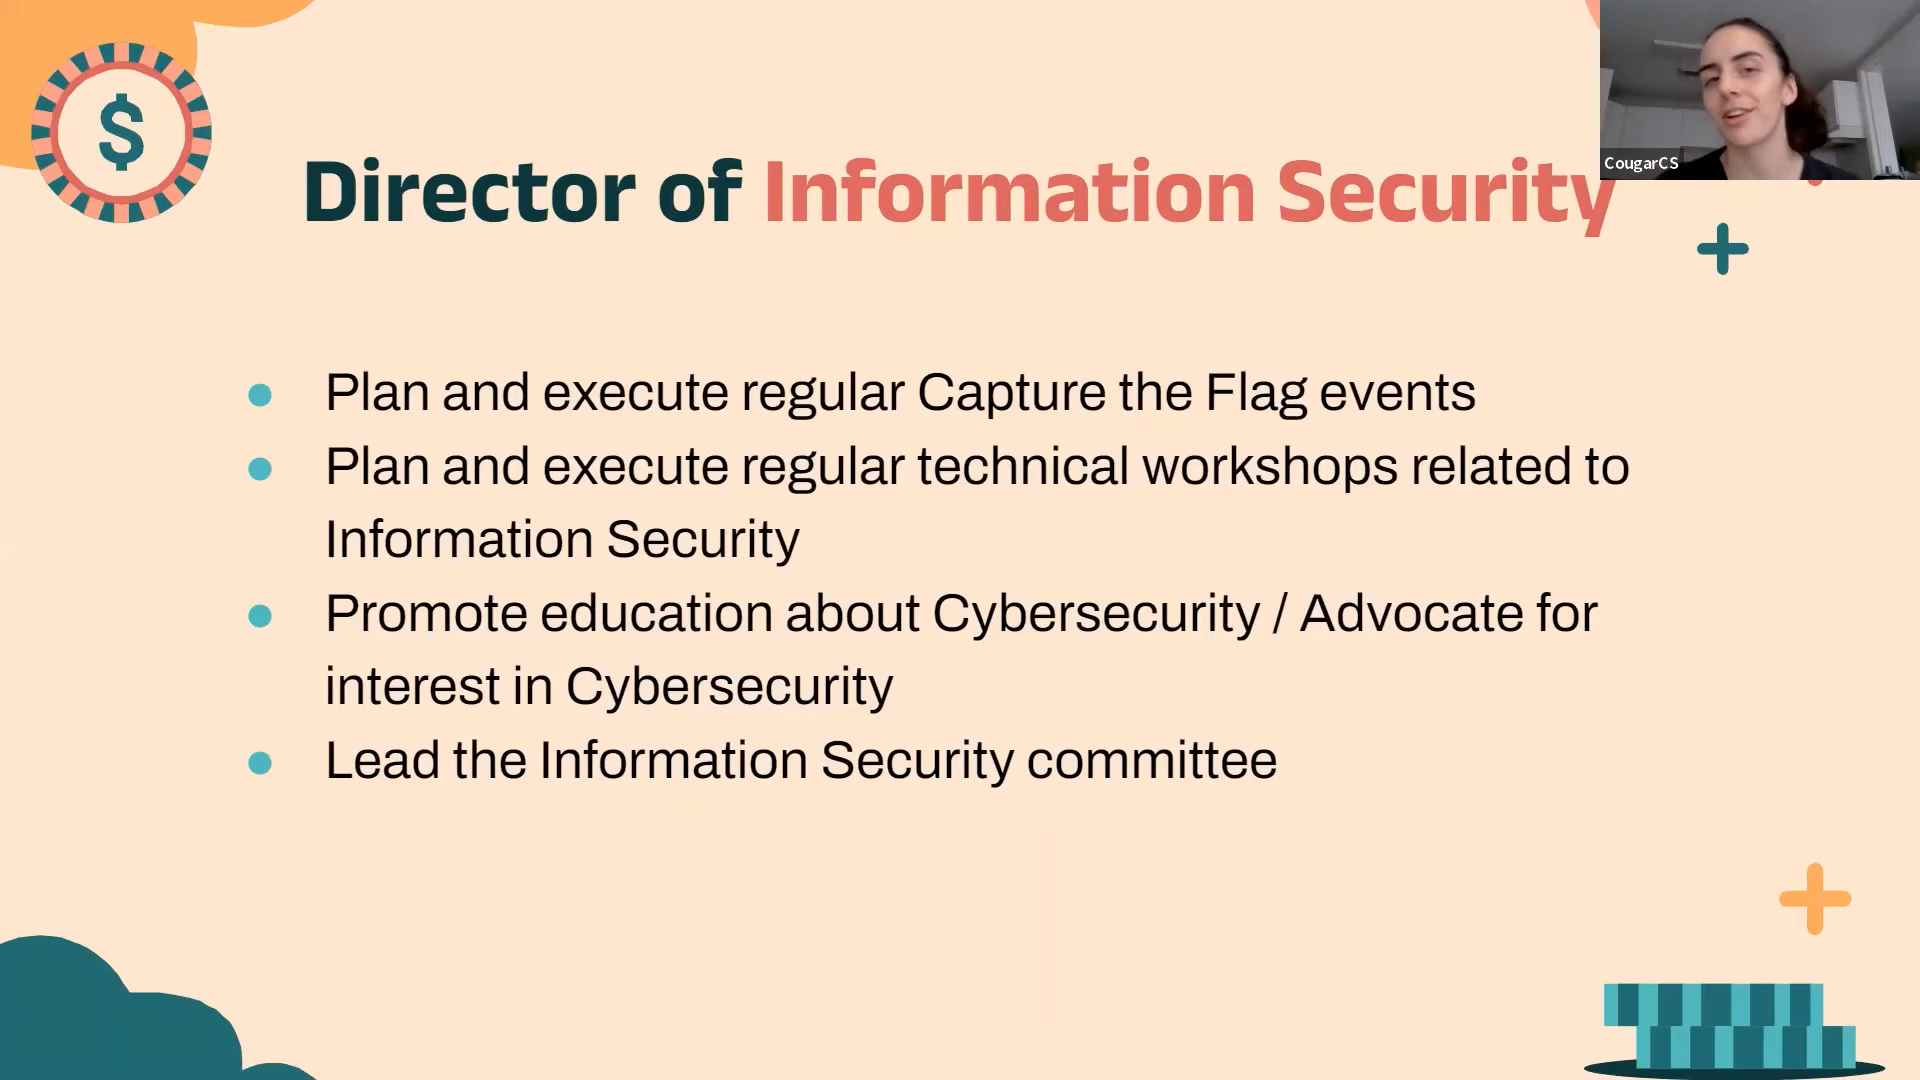 $
CougarCS
Director of Information Security
Plan and execute regular Capture the Flag events
Plan and execute regular technical workshops related to
Information Security
Promote education about Cybersecurity / Advocate for
interest in Cybersecurity
Lead the Information Security committee